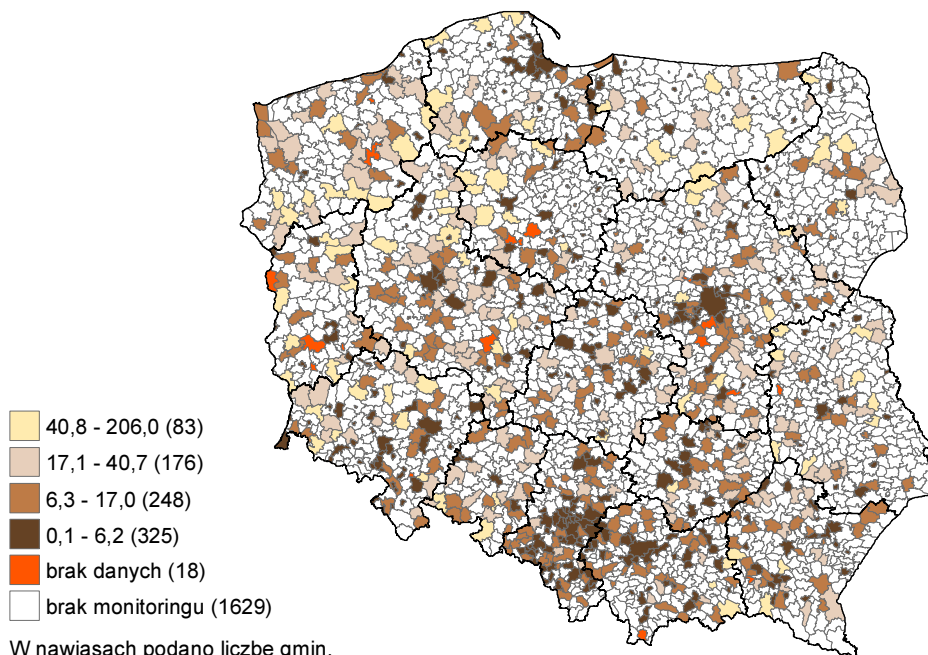 40,8 - 206,0 (83)
17,1 - 40,7 (176)
6,3 - 17,0 (248)
0,1 - 6,2 (325)
brak danych (18)
brak monitoringu (1629)
W nawiasach podano liczbę gmin.